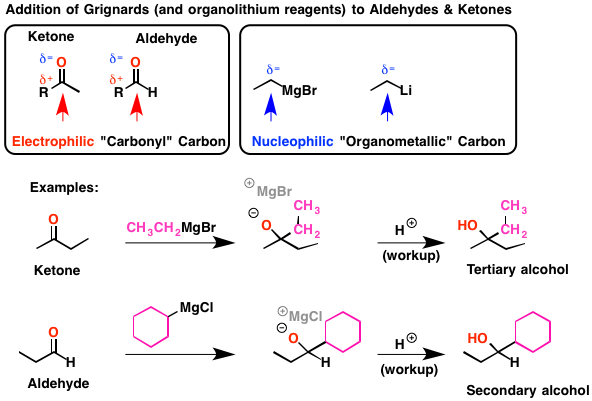 Addition of Grignards (and organolithium reagents) to Aldehydes & Ketones
Ketone
Aldehyde
δ= O
δ= O
δ=
δ=
δ+
δ+
R
R H
MgBr
Li
Electrophilic "Carbonyl" Carbon
Nucleophilic "Organometallic" Carbon
Examples:
⊕MgBr
⊖
CH3
CH3
O
CH3CH2MgBr
O
CH2
H⊕
HO
CH2
(workup)
Ketone
Tertiary alcohol
MgCl
⊕MgCl
⊖
O
O
H⊕
HO
H
H
H
(workup)
Aldehyde
Secondary alcohol